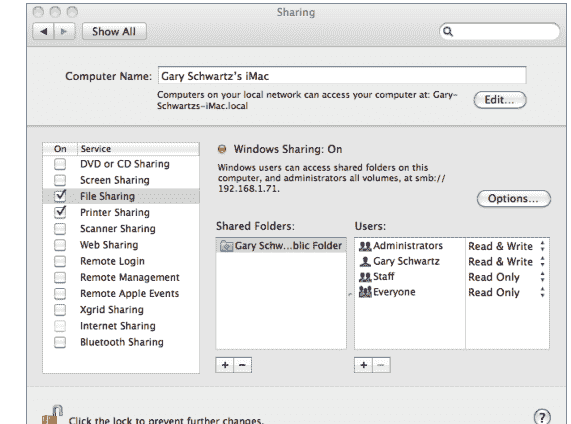 Sharing
Show All
Computer Name: Gary Schwartz's iMac
Computers on your local network can access your computer at: Gary-
Schwartzs-iMac.local
Edit...
On Service
DVD or CD Sharing
Screen Sharing
File Sharing
Printer Sharing
Scanner Sharing
Web Sharing
Remote Login
Remote Management
Remote Apple Events
Xgrid Sharing
Internet Sharing
Bluetooth Sharing
Windows Sharing: On
Windows users can access shared folders on this
computer, and administrators all volumes, at smb://
192.168.1.71.
Options...
Shared Folders:
Gary Schw...blic Folder
Users:
Administrators Read & Write
Gary Schwartz Read & Write
Staff Read Only
Everyone Read Only
+ −
+ −
Click the lock to prevent further changes.
?